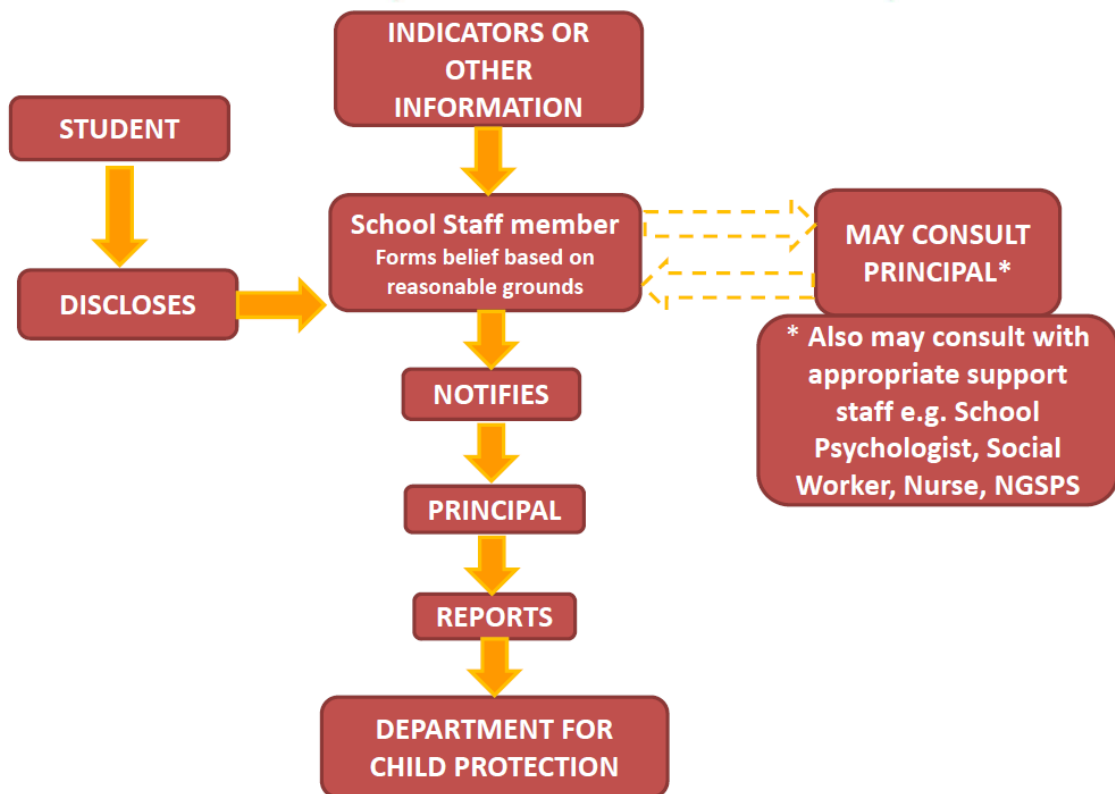 INDICATORS OR
OTHER
INFORMATION
STUDENT
School Staff member
Forms belief based on
reasonable grounds
MAY CONSULT
PRINCIPAL*
DISCLOSES
* Also may consult with
appropriate support
staff e.g. School
Psychologist, Social
Worker, Nurse, NGSPS
NOTIFIES
PRINCIPAL
REPORTS
DEPARTMENT FOR
CHILD PROTECTION